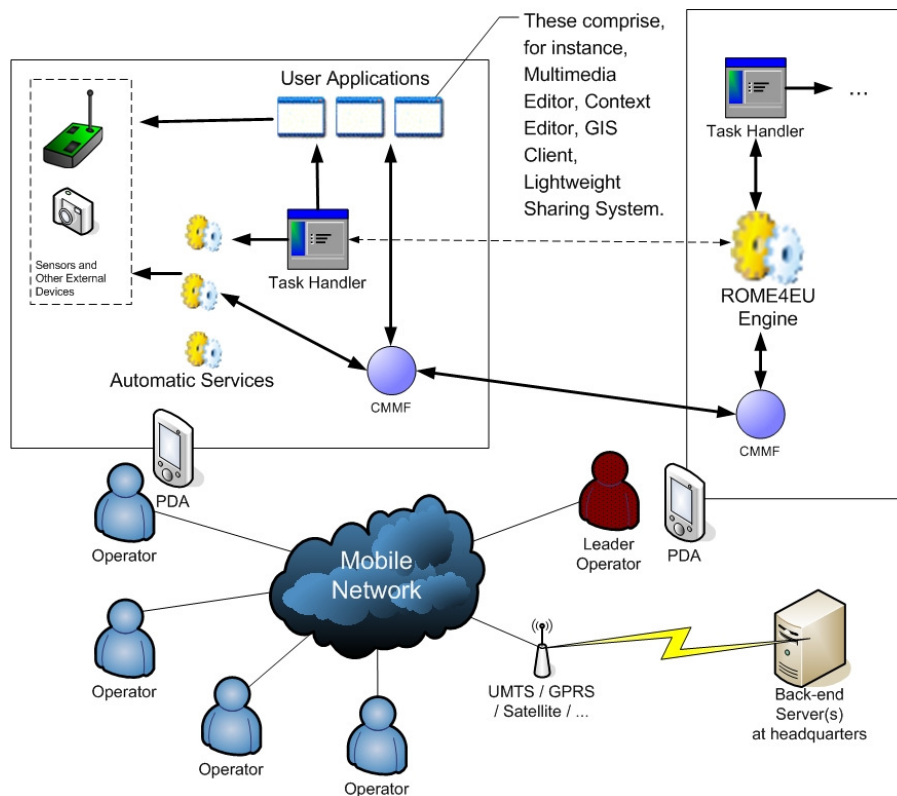 These comprise,
for instance,
Multimedia
Editor, Context
Editor, GIS
Client,
Lightweight
Sharing System.
User Applications
Task Handler
...
Sensors and
Other External
Devices
Task Handler
ROME4EU
Engine
Automatic Services
CMMF
CMMF
PDA
Operator
Mobile
Network
Leader
Operator
PDA
Operator
UMTS / GPRS
/ Satellite / ...
Back-end
Server(s)
at headquarters
Operator
Operator